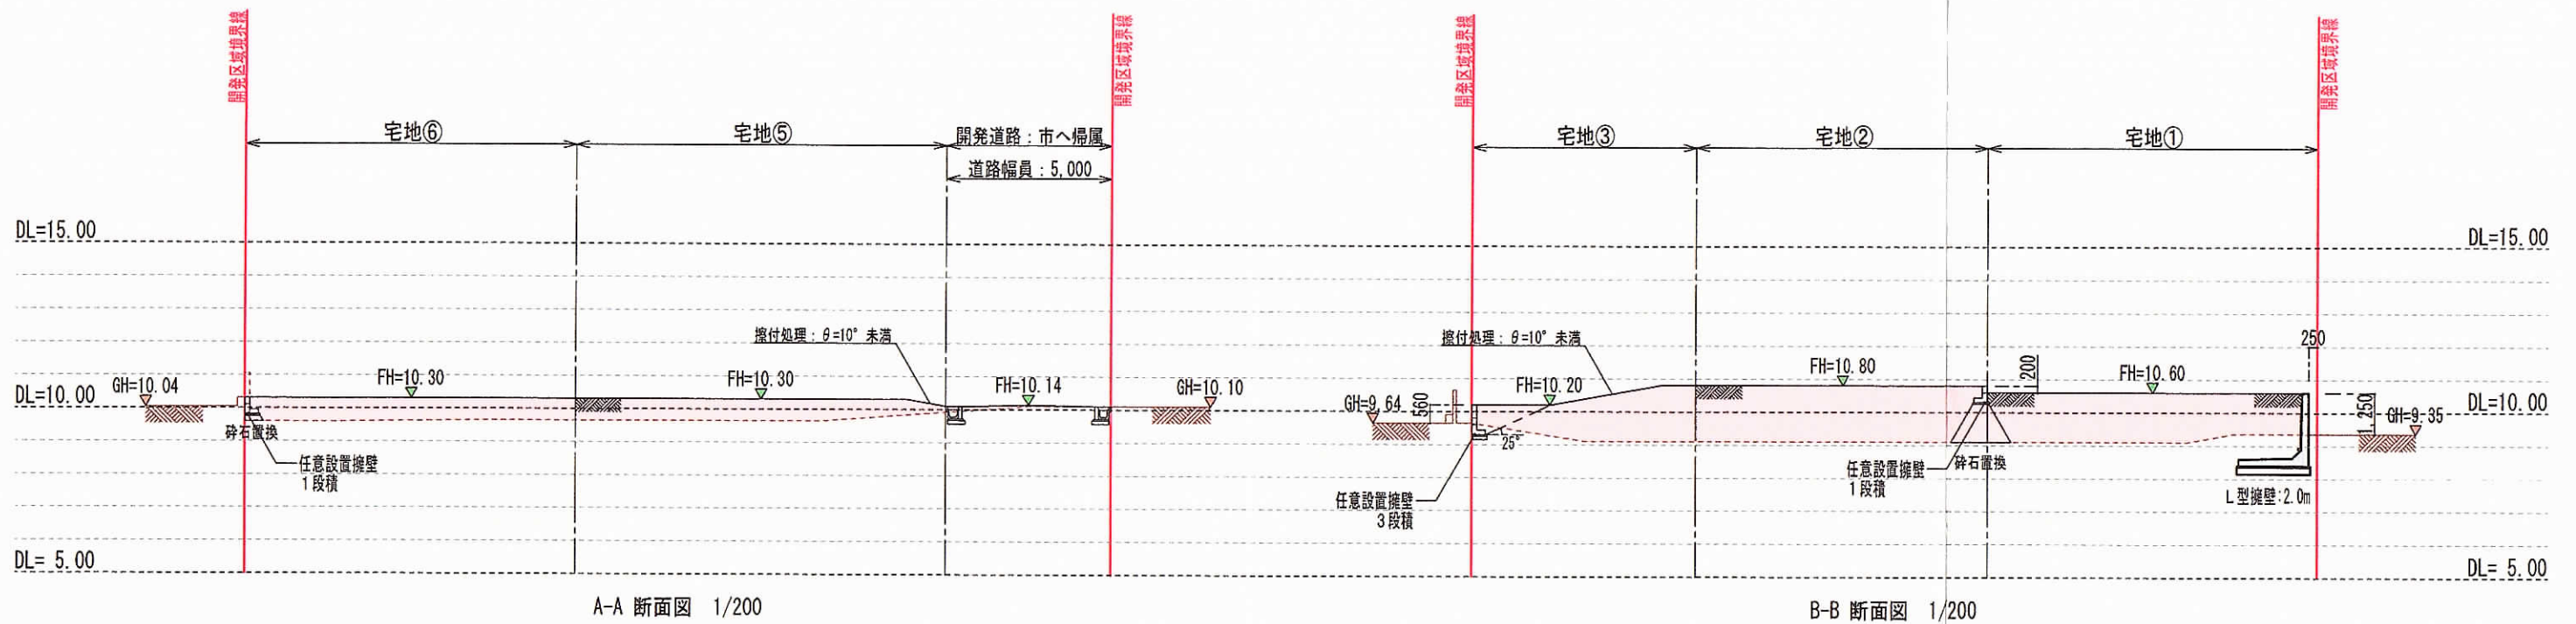 開発区域境界線
開発区域境界線
開発区域境界線
開発区域境界線
宅地⑥
宅地⑤
開発道路：市へ帰属
道路幅員：5,000
宅地③
宅地②
宅地①
DL=15.00
DL=15.00
擦付処理：θ=10° 未満
擦付処理：θ=10° 未満
250
GH=10.04
FH=10.30
FH=10.30
FH=10.14
GH=10.10
FH=10.20
FH=10.80
200
FH=10.60
DL=10.00
DL=10.00
GH=9.64
560
1,250
GH=9.35
砕石置換
25°
任意設置擁壁
１段積
任意設置擁壁
３段積
任意設置擁壁
１段積
砕石置換
Ｌ型擁壁:2.0m
DL= 5.00
DL= 5.00
A-A 断面図　1/200
B-B 断面図　1/200